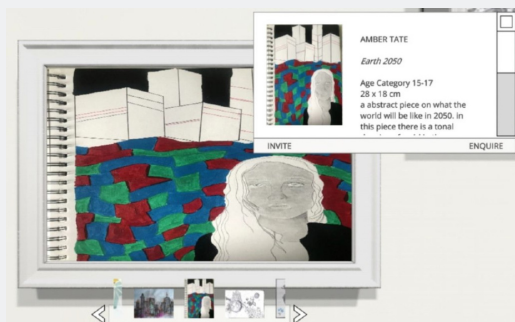 AMBER TATE
Earth 2050
Age Category 15-17
28 x 18 cm
a abstract piece on what the
world will be like in 2050. in
this piece there is a tonal
INVITE
ENQUIRE